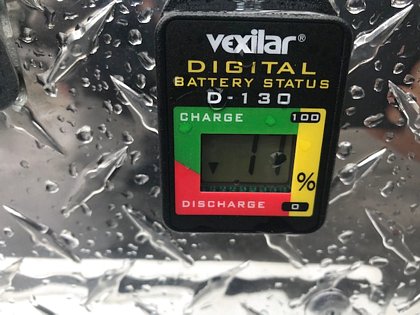 vexilar®
DIGITAL
BATTERY STATUS
D-130
CHARGE 100
%
DISCHARGE 0